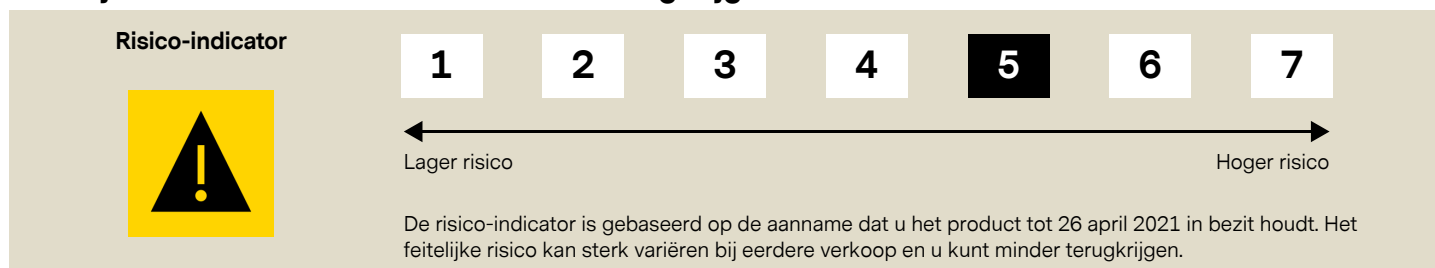 Risico-indicator
1 2 3 4 5 6 7
Lager risico Hoger risico
De risico-indicator is gebaseerd op de aanname dat u het product tot 26 april 2021 in bezit houdt. Het
feitelijke risico kan sterk variëren bij eerdere verkoop en u kunt minder terugkrijgen.